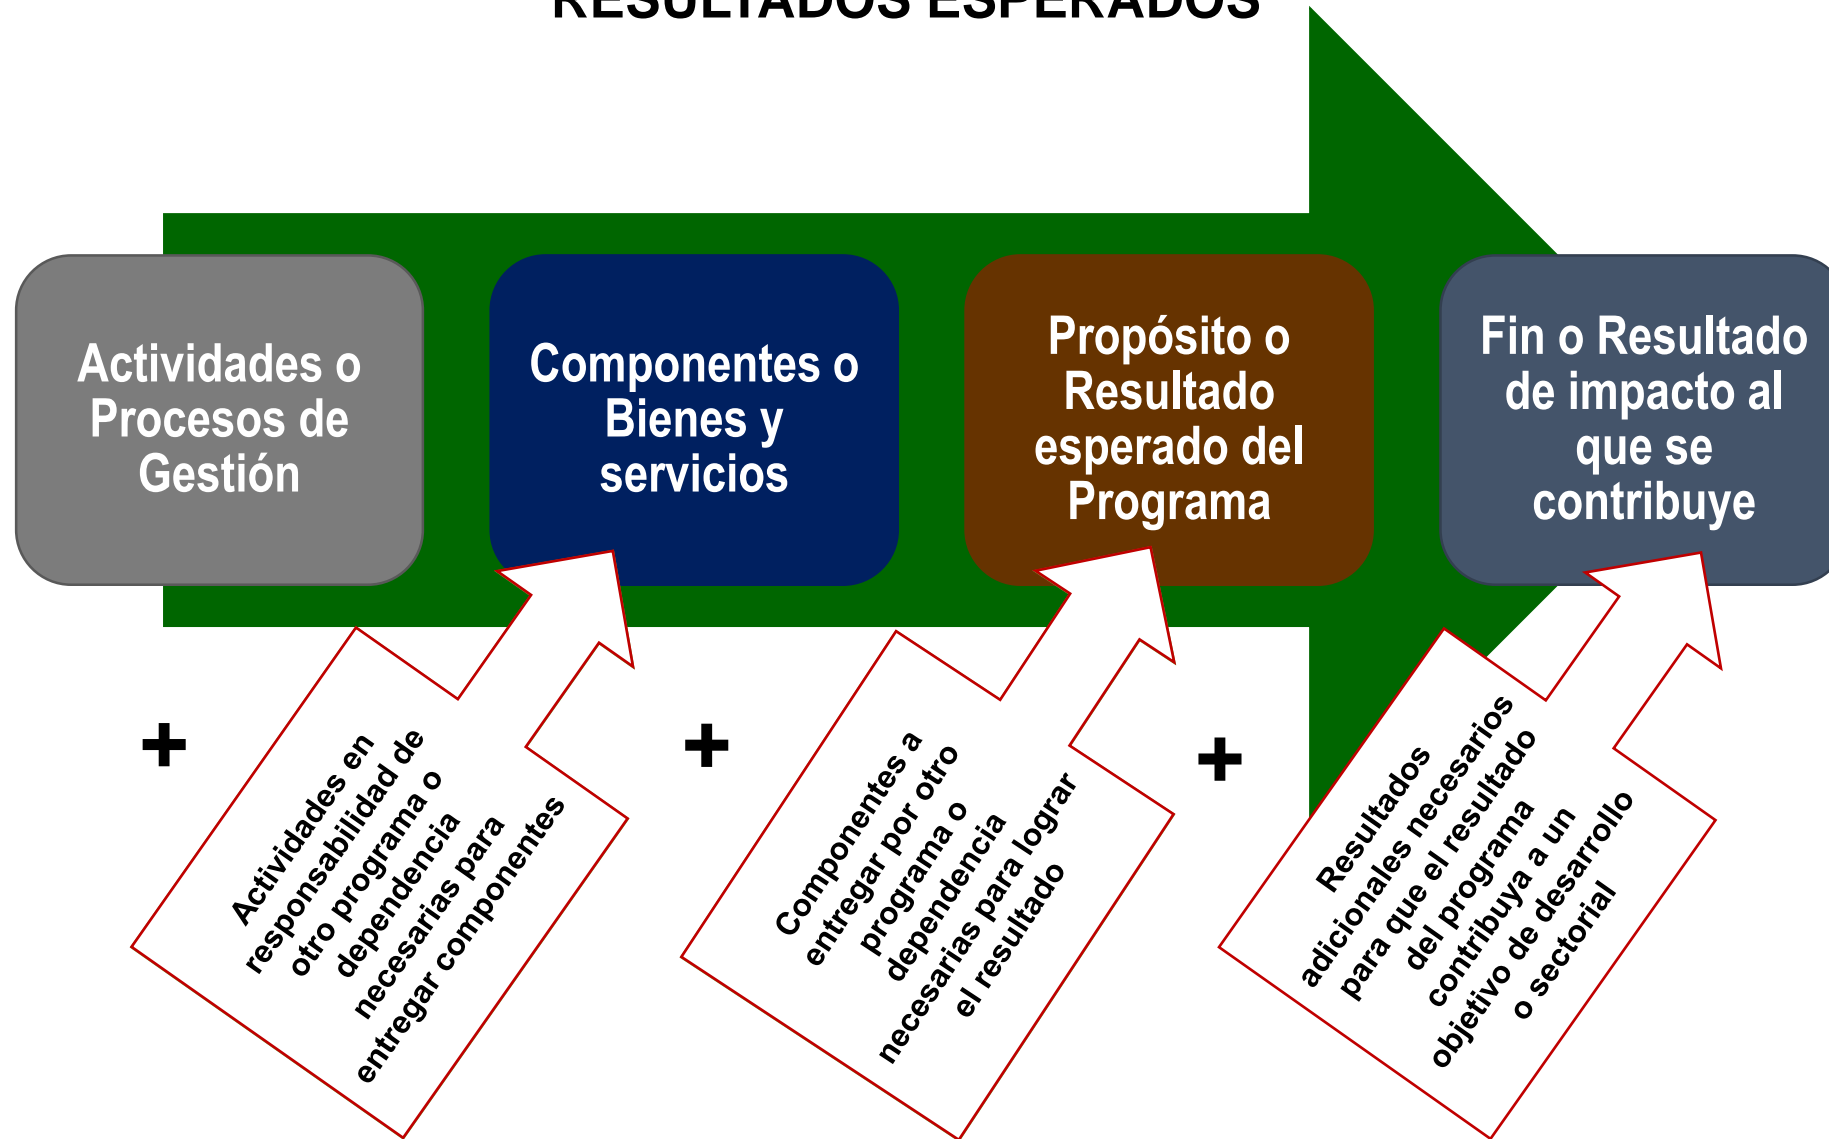 RESULTADOS ESPERADOS
Actividades o
Procesos de
Gestión
Componentes o
Bienes y
servicios
Propósito o
Resultado
esperado del
Programa
Fin o Resultado
de impacto al
que se
contribuye
+
Actividades en
responsabilidad de
otro programa o
dependencia
necesarias para
entregar componentes
+
Componentes a
entregar por otro
programa o
dependencia
necesarias para lograr
el resultado
+
Resultados
adicionales necesarios
para que el resultado
del programa
contribuya a un
objetivo de desarrollo
o sectorial